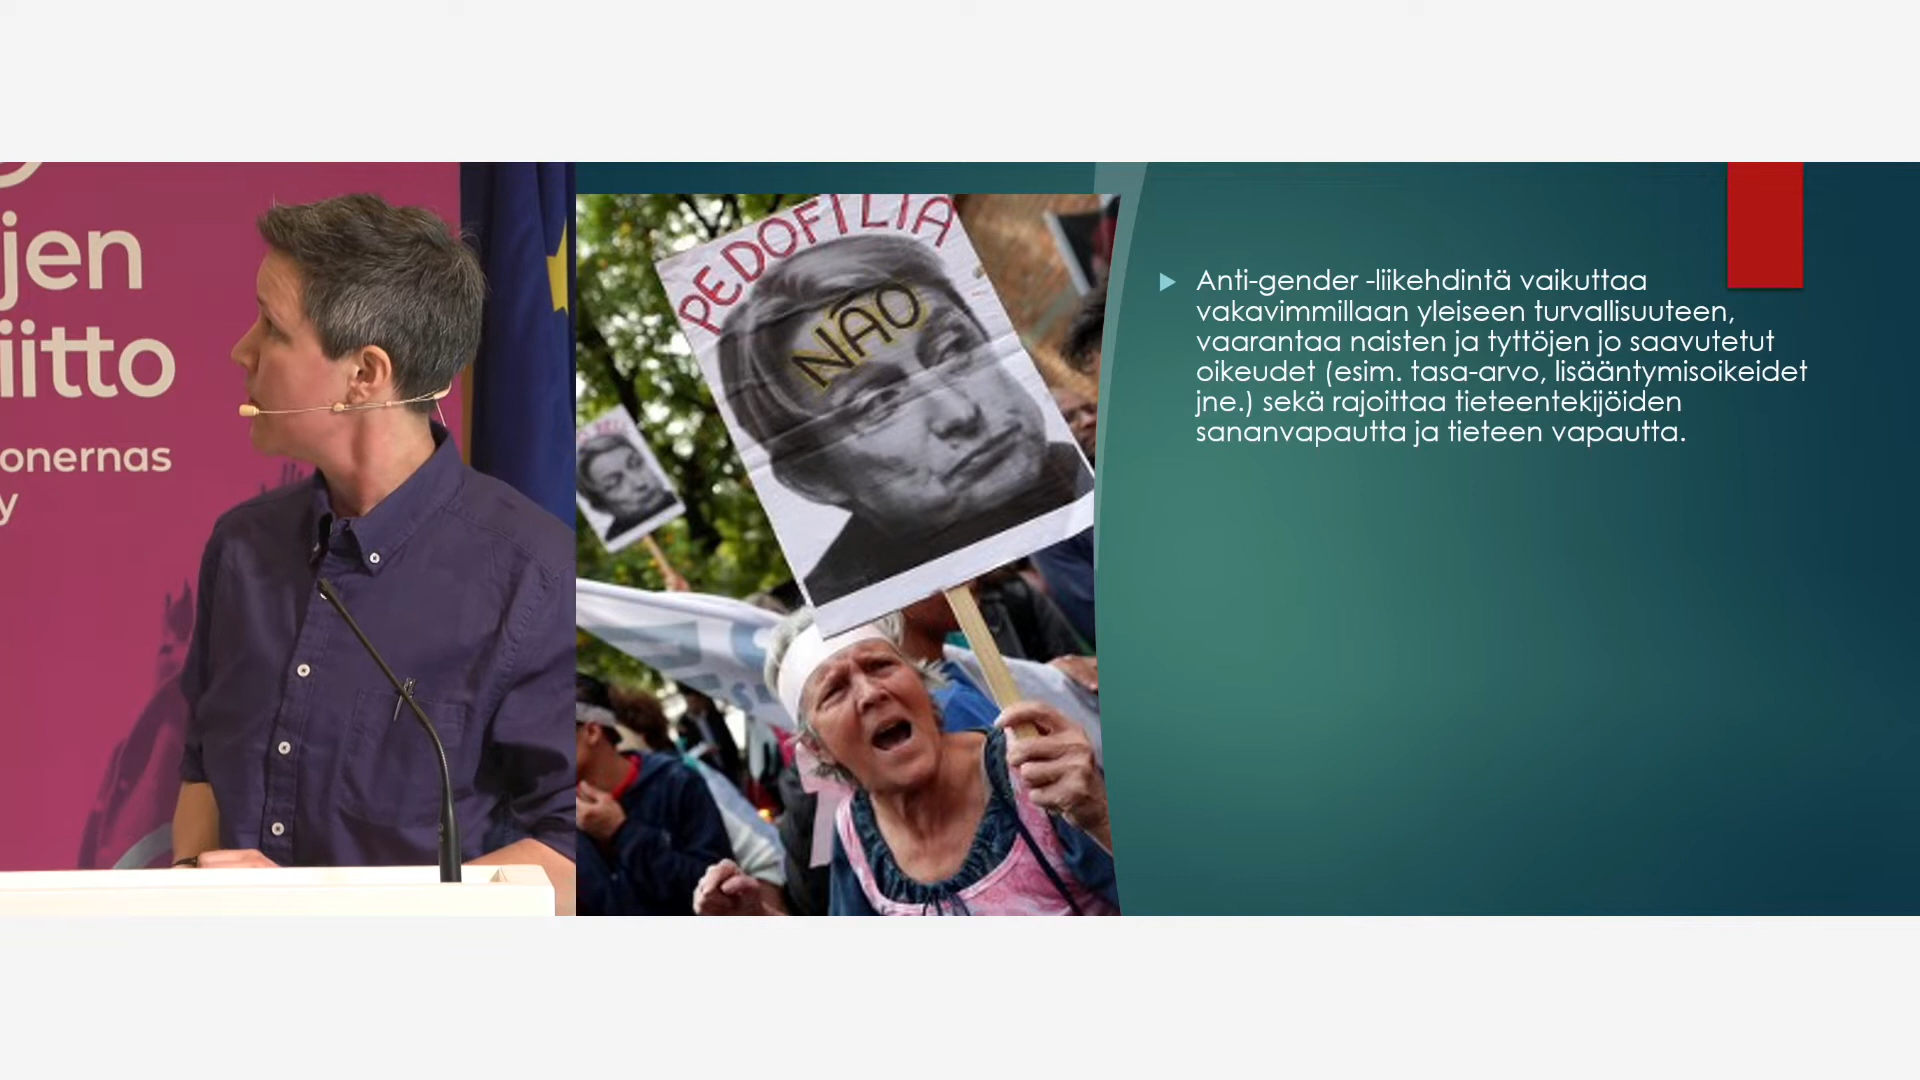 jen
iitto
onernas
y
PEDOFILIA
NÃO
Anti-gender -liikehdintä vaikuttaa
vakavimmillaan yleiseen turvallisuuteen,
vaarantaa naisten ja tyttöjen jo saavutetut
oikeudet (esim. tasa-arvo, lisääntymisoikeidet
jne.) sekä rajoittaa tieteentekijöiden
sananvapautta ja tieteen vapautta.